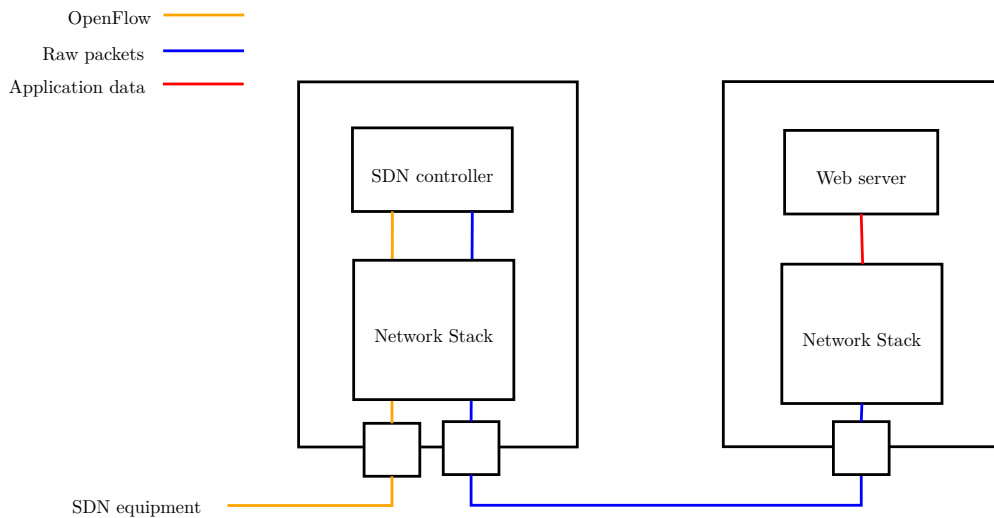 OpenFlow
Raw packets
Application data
SDN controller
Web server
Network Stack
Network Stack
SDN equipment